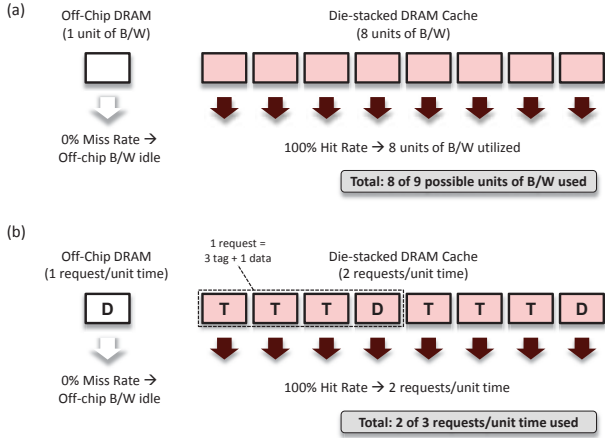 (a)
Off-Chip DRAM
(1 unit of B/W)
Die-stacked DRAM Cache
(8 units of B/W)
0% Miss Rate →
Off-chip B/W idle
100% Hit Rate → 8 units of B/W utilized
Total: 8 of 9 possible units of B/W used
(b)
Off-Chip DRAM
(1 request/unit time)
1 request =
3 tag + 1 data
Die-stacked DRAM Cache
(2 requests/unit time)
D T T T D T T T D
0% Miss Rate →
Off-chip B/W idle
100% Hit Rate → 2 requests/unit time
Total: 2 of 3 requests/unit time used